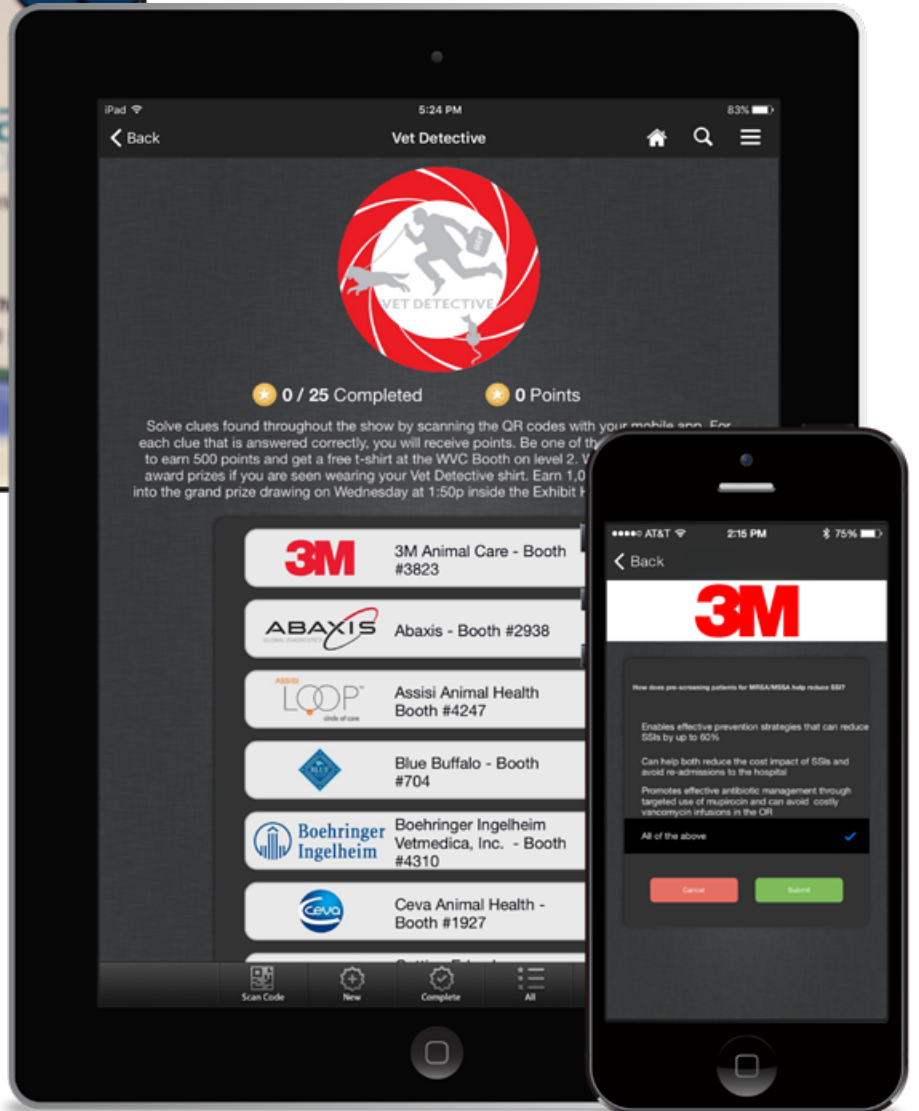 iPad
5:24 PM
83%
Back
Vet Detective
VET DETECTIVE
0 / 25 Completed
0 Points
Solve clues found throughout the show by scanning the QR codes with your mobile app. For
each clue that is answered correctly, you will receive points. Be one of the
to earn 500 points and get a free t-shirt at the WVC Booth on level 2. W
award prizes if you are seen wearing your Vet Detective shirt. Earn 1,0
into the grand prize drawing on Wednesday at 1:50p inside the Exhibit H
3M
3M Animal Care - Booth
#3823
ABAXIS
GLOBAL DIAGNOSTICS
Abaxis - Booth #2938
ASSISI
LOOP
circle of care
Assisi Animal Health
Booth #4247
BLUE
Blue Buffalo - Booth
#704
Boehringer
Ingelheim
Boehringer Ingelheim
Vetmedica, Inc. - Booth
#4310
Ceva
Ceva Animal Health -
Booth #1927
Scan Code
New
Complete
All
AT&T
2:15 PM
75%
Back
3M
How does pre-screening patients for MRSA/MSSA help reduce SSI?
Enables effective prevention strategies that can reduce
SSIs by up to 60%
Can help both reduce the cost impact of SSIs and
avoid re-admissions to the hospital
Promotes effective antibiotic management through
targeted use of mupirocin and can avoid costly
vancomycin infusions in the OR
All of the above
Cancel
Submit